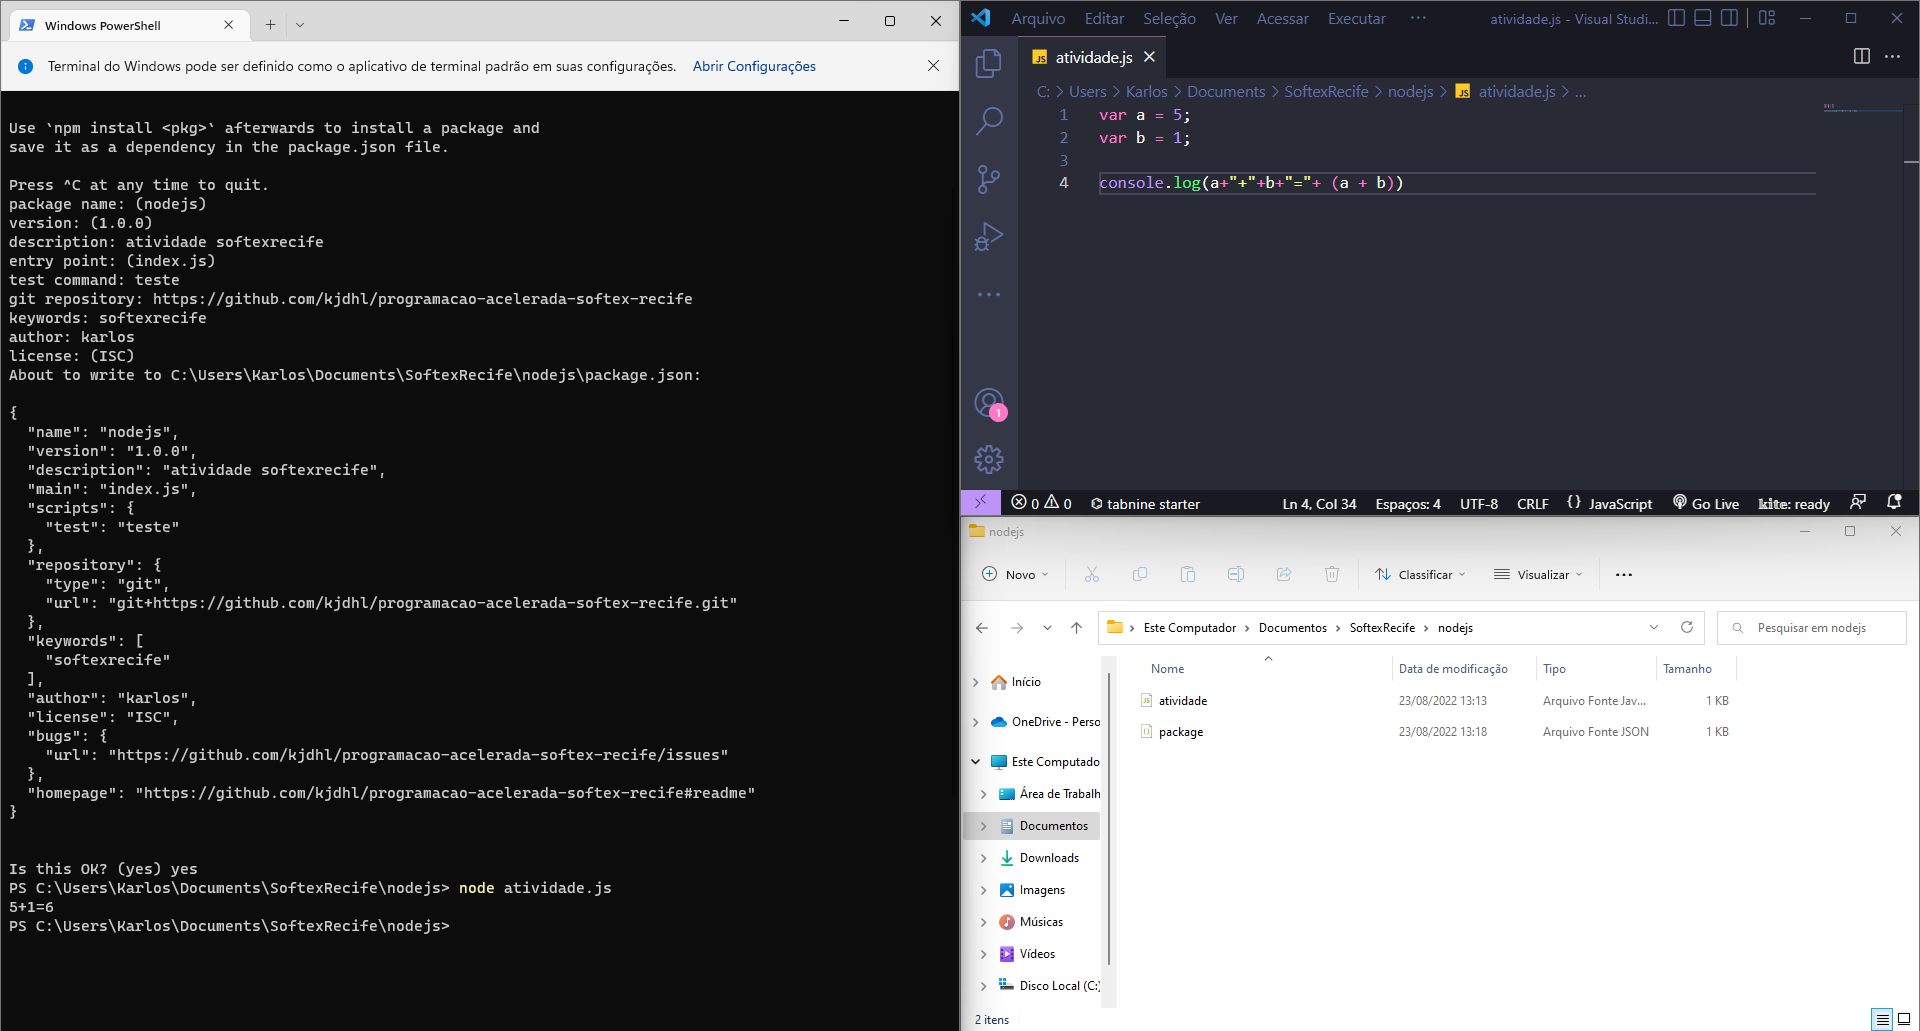 Windows PowerShell
Terminal do Windows pode ser definido como o aplicativo de terminal padrão em suas configurações. Abrir Configurações
Use `npm install <pkg>` afterwards to install a package and
save it as a dependency in the package.json file.
Press ^C at any time to quit.
package name: (nodejs)
version: (1.0.0)
description: atividade softexrecife
entry point: (index.js)
test command: teste
git repository: https://github.com/kjdhl/programacao-acelerada-softex-recife
keywords: softexrecife
author: karlos
license: (ISC)
About to write to C:\Users\Karlos\Documents\SoftexRecife\nodejs\package.json:
{
  "name": "nodejs",
  "version": "1.0.0",
  "description": "atividade softexrecife",
  "main": "index.js",
  "scripts": {
    "test": "teste"
  },
  "repository": {
    "type": "git",
    "url": "git+https://github.com/kjdhl/programacao-acelerada-softex-recife.git"
  },
  "keywords": [
    "softexrecife"
  ],
  "author": "karlos",
  "license": "ISC",
  "bugs": {
    "url": "https://github.com/kjdhl/programacao-acelerada-softex-recife/issues"
  },
  "homepage": "https://github.com/kjdhl/programacao-acelerada-softex-recife#readme"
}
Is this OK? (yes) yes
PS C:\Users\Karlos\Documents\SoftexRecife\nodejs> node atividade.js
5+1=6
PS C:\Users\Karlos\Documents\SoftexRecife\nodejs>
Arquivo Editar Seleção Ver Acessar Executar ··· atividade.js - Visual Studi...
JS atividade.js
C: > Users > Karlos > Documents > SoftexRecife > nodejs > JS atividade.js > ...
1 var a = 5;
2 var b = 1;
3
4 console.log(a+"+"+b+"="+ (a + b))
1
0 0 tabnine starter Ln 4, Col 34 Espaços: 4 UTF-8 CRLF {} JavaScript Go Live kite: ready
nodejs
Novo Classificar Visualizar ···
Este Computador > Documentos > SoftexRecife > nodejs Pesquisar em nodejs
Nome Data de modificação Tipo Tamanho
atividade 23/08/2022 13:13 Arquivo Fonte Jav... 1 KB
package 23/08/2022 13:18 Arquivo Fonte JSON 1 KB
Início
OneDrive - Perso
Este Computado
Área de Trabalh
Documentos
Downloads
Imagens
Músicas
Vídeos
Disco Local (C:)
2 itens